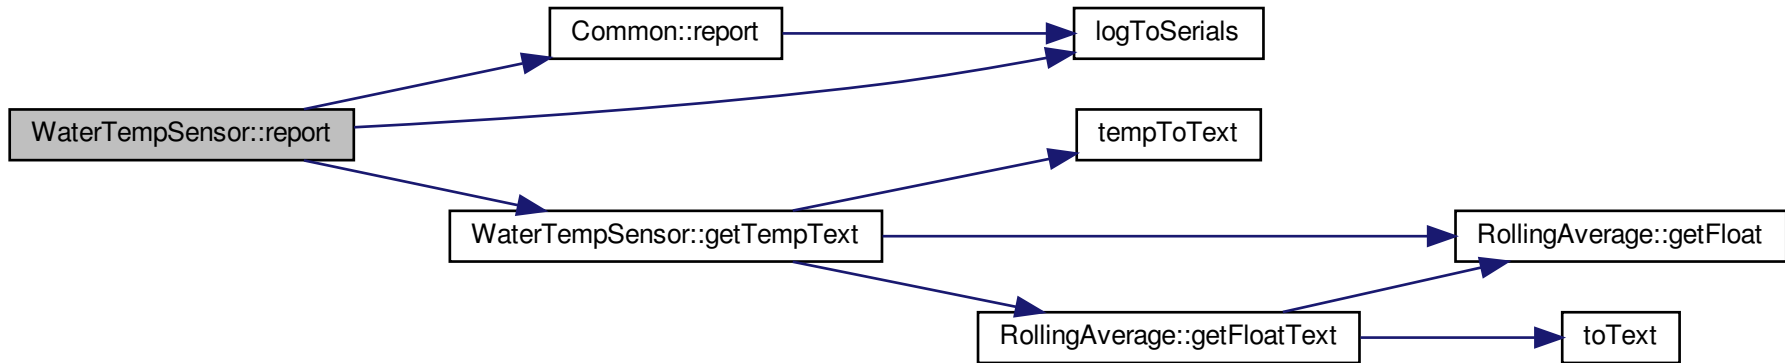 Common::report
logToSerials
WaterTempSensor::report
tempToText
WaterTempSensor::getTempText
RollingAverage::getFloat
RollingAverage::getFloatText
toText